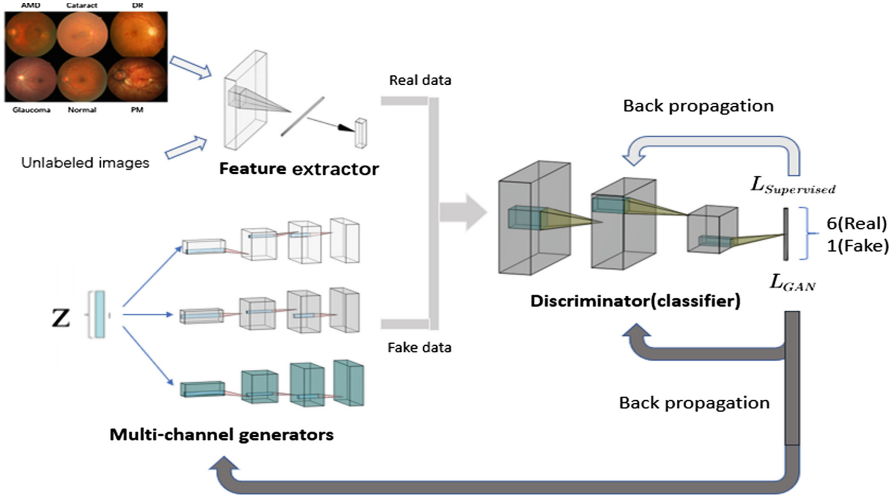 AMD Cataract DR
Glaucoma Normal PM
Unlabeled images
Feature extractor
Real data
Fake data
Z
Multi-channel generators
Back propagation
L_Supervised
6(Real)
1(Fake)
L_GAN
Discriminator(classifier)
Back propagation